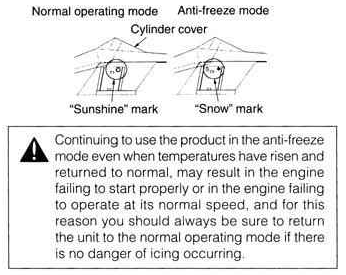 Normal operating mode Anti-freeze mode
Cylinder cover
“Sunshine” mark “Snow” mark
Continuing to use the product in the anti-freeze
mode even when temperatures have risen and
returned to normal, may result in the engine
failing to start properly or in the engine failing
to operate at its normal speed, and for this
reason you should always be sure to return
the unit to the normal operating mode if there
is no danger of icing occurring.